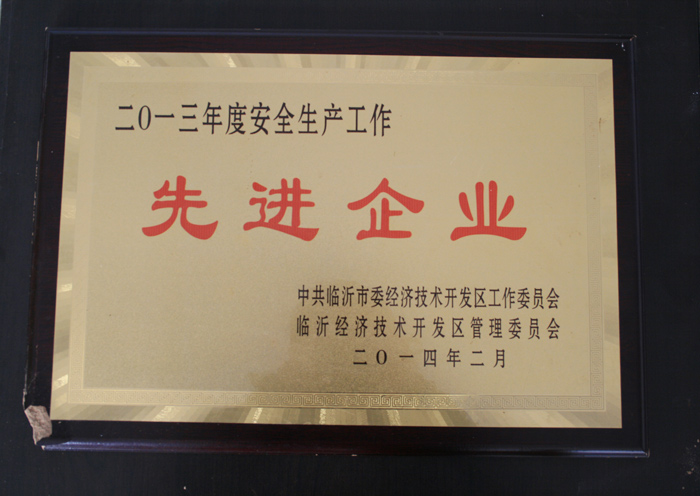 二〇一三年度安全生产工作
先进企业
中共临沂市委经济技术开发区工作委员会
临沂经济技术开发区管理委员会
二〇一四年二月